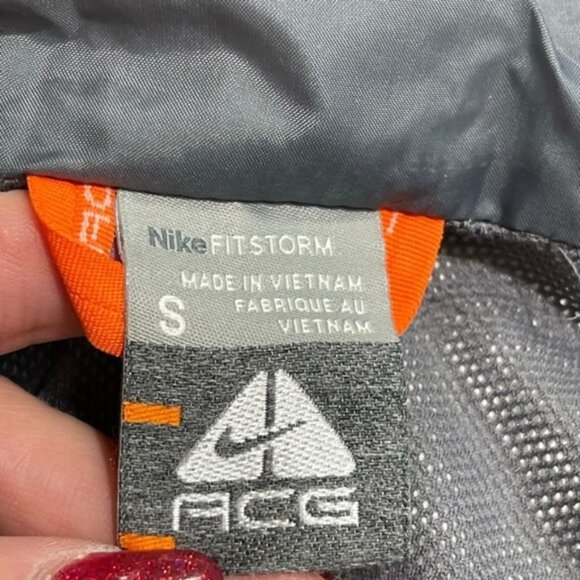 NikeFITSTORM
MADE IN VIETNAM
S
FABRIQUE AU
VIETNAM
ACG